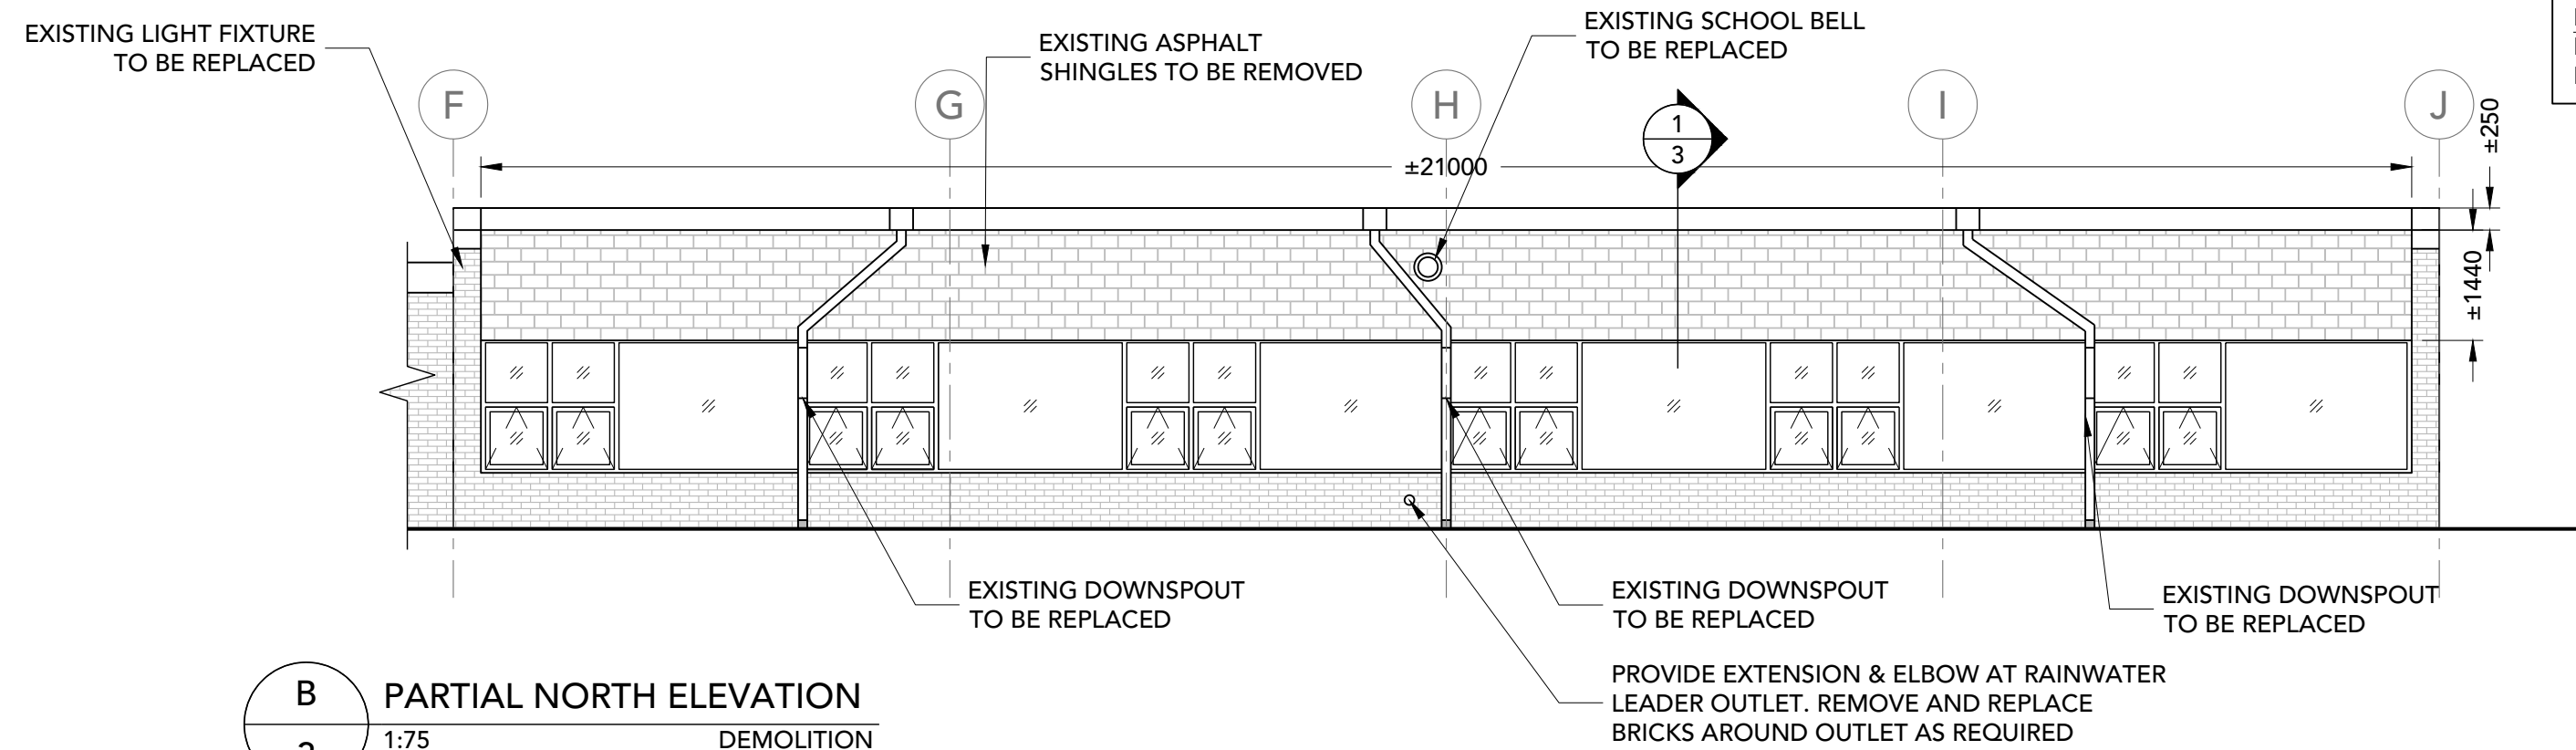 EXISTING LIGHT FIXTURE
TO BE REPLACED
EXISTING ASPHALT
SHINGLES TO BE REMOVED
EXISTING SCHOOL BELL
TO BE REPLACED
F
G
H
I
J
1
3
±21000
±250
±1440
EXISTING DOWNSPOUT
TO BE REPLACED
EXISTING DOWNSPOUT
TO BE REPLACED
EXISTING DOWNSPOUT
TO BE REPLACED
PROVIDE EXTENSION & ELBOW AT RAINWATER
LEADER OUTLET. REMOVE AND REPLACE
BRICKS AROUND OUTLET AS REQUIRED
B
PARTIAL NORTH ELEVATION
1:75 DEMOLITION